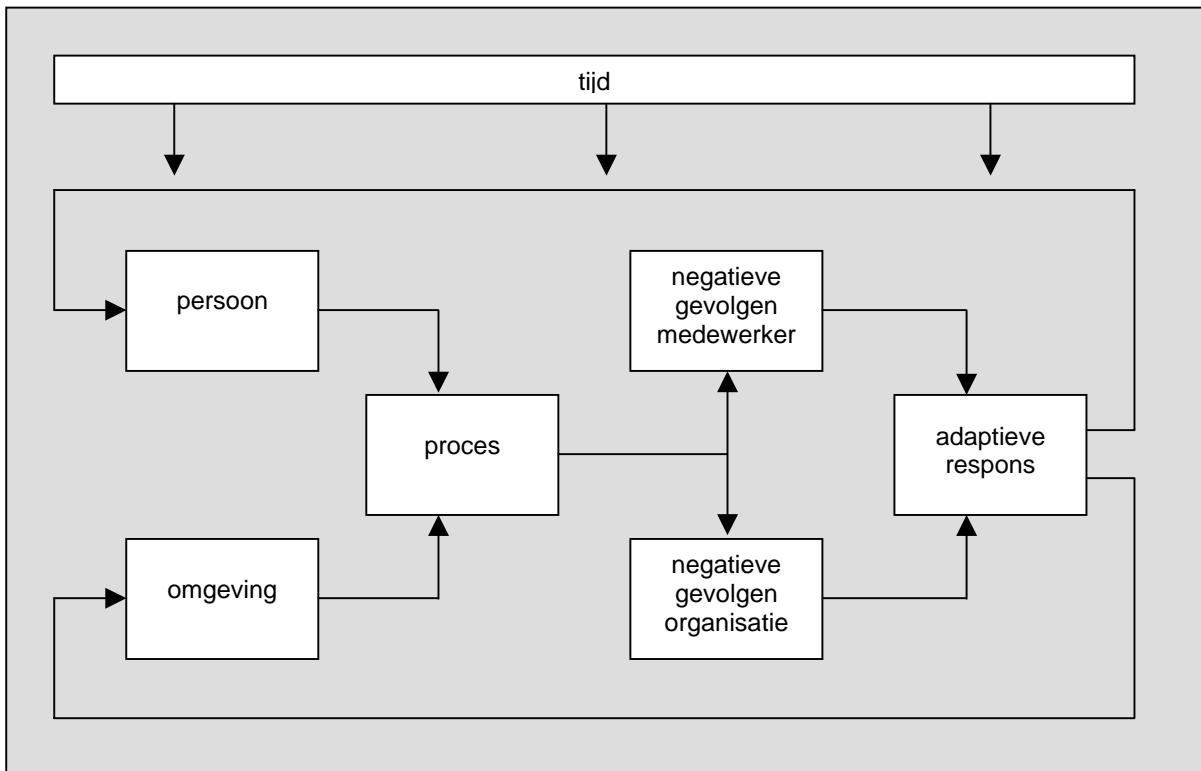 tijd
persoon
negatieve
gevolgen
medewerker
proces
adaptieve
respons
omgeving
negatieve
gevolgen
organisatie